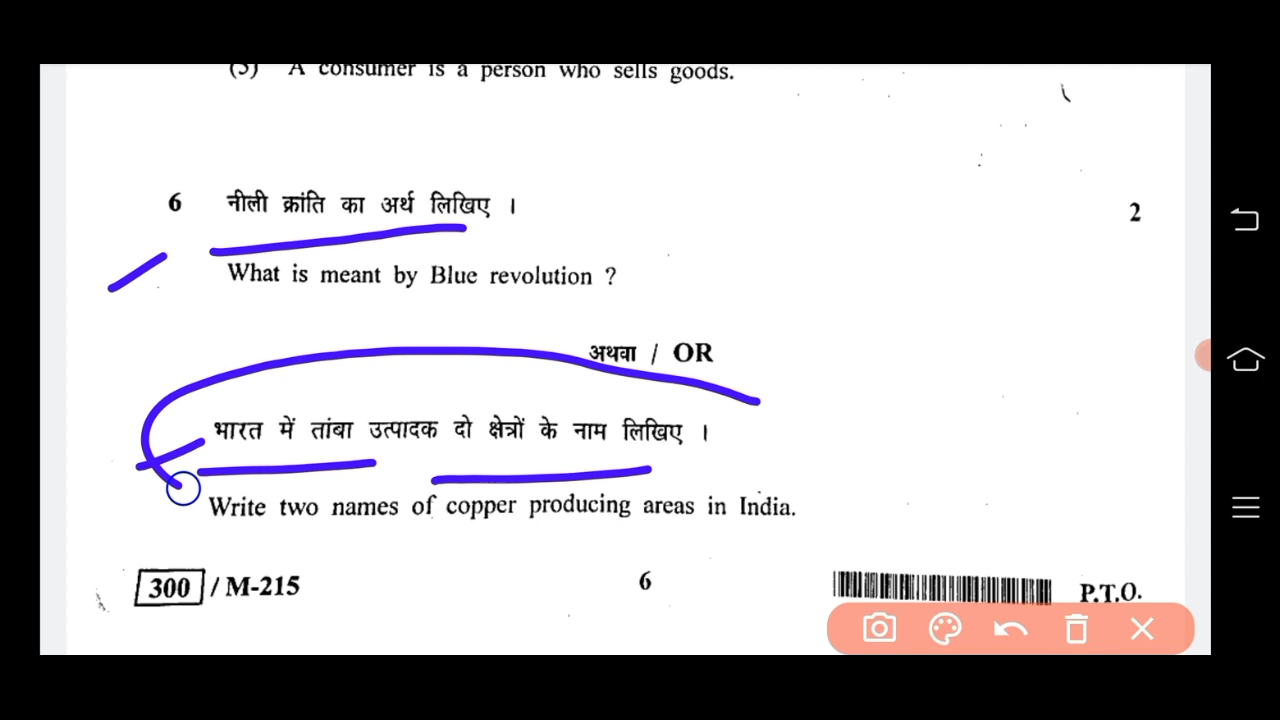 (5) A consumer is a person who sells goods.
6 नीली क्रांति का अर्थ लिखिए । 2
What is meant by Blue revolution ?
अथवा / OR
भारत में तांबा उत्पादक दो क्षेत्रों के नाम लिखिए ।
Write two names of copper producing areas in India.
300 / M-215 6 P.T.O.